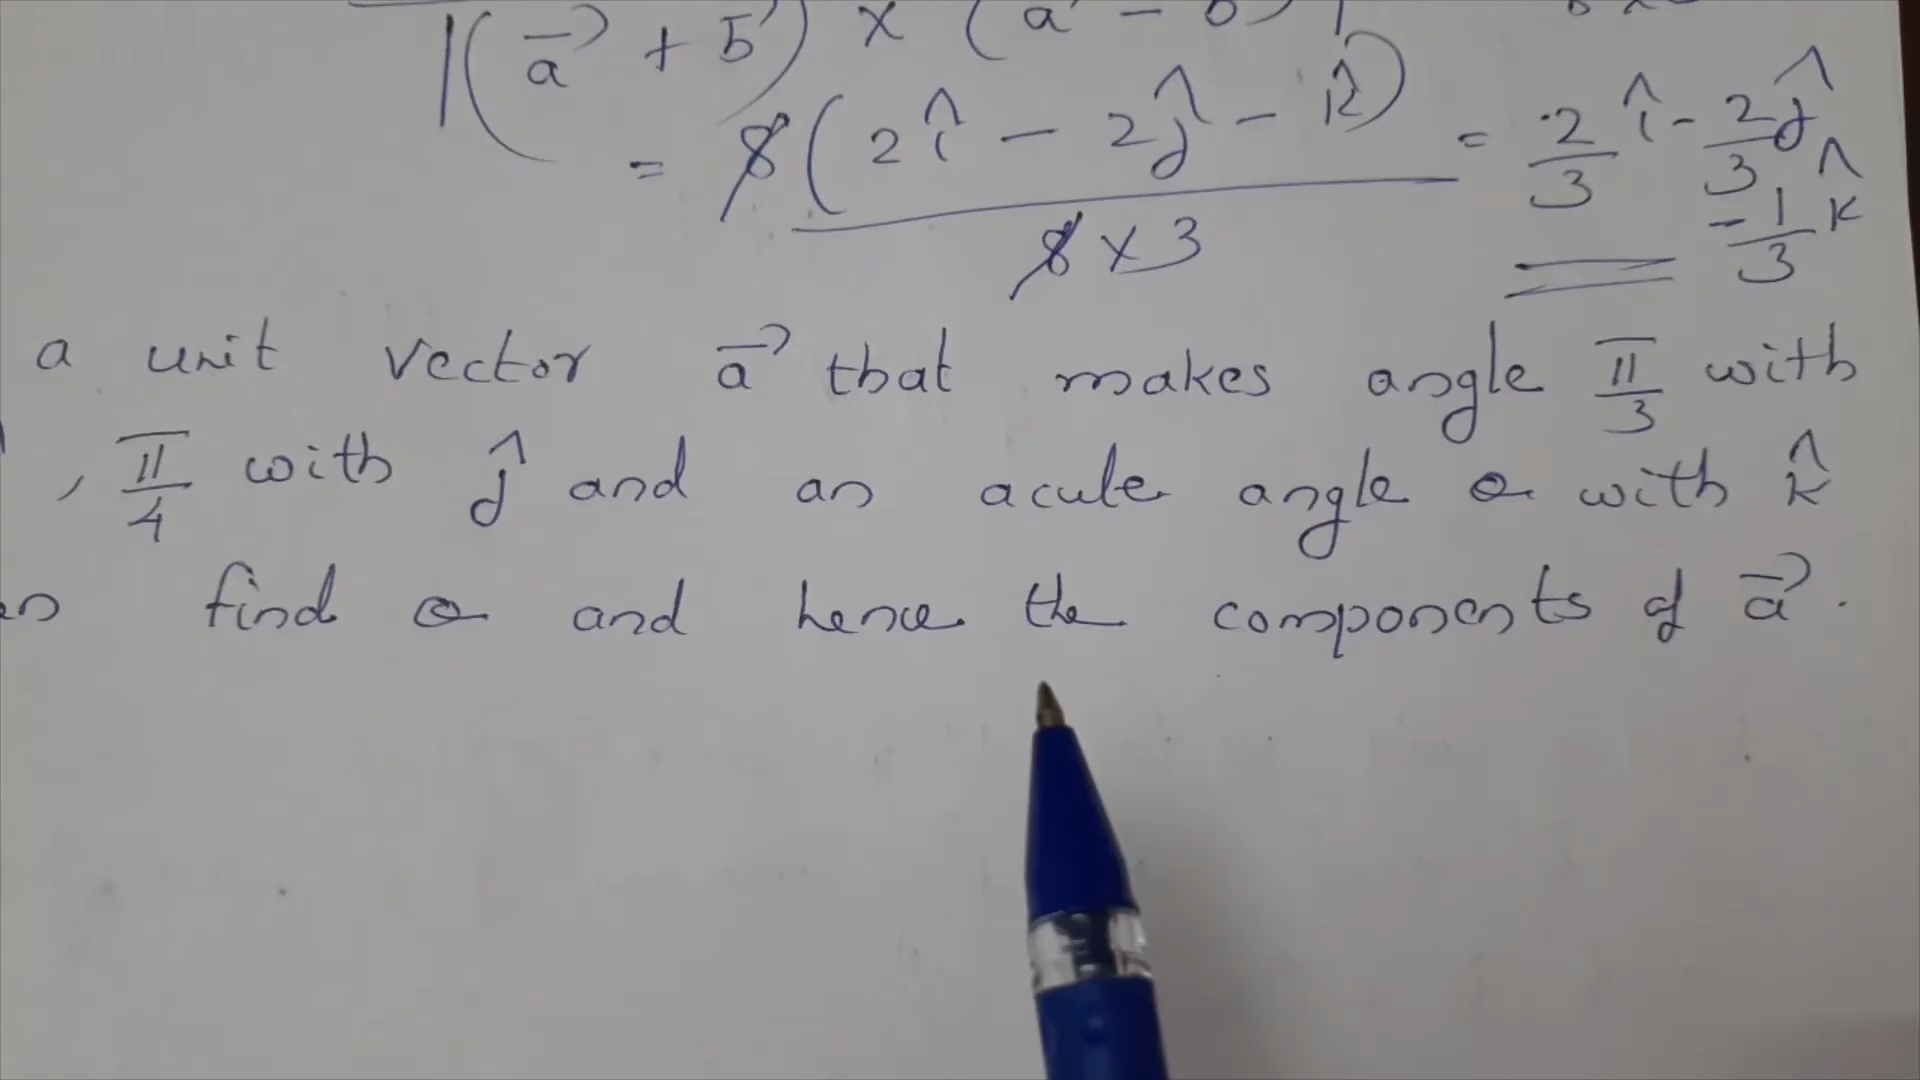 |(a⃗ + b⃗) × (a⃗ - b⃗)|
= 8(2î - 2ĵ - k̂) / 8 × 3 = 2/3 î - 2/3 ĵ - 1/3 k̂
a unit vector a⃗ that makes angle π/3 with
, π/4 with ĵ and an acute angle θ with k̂
find θ and hence the components of a⃗.